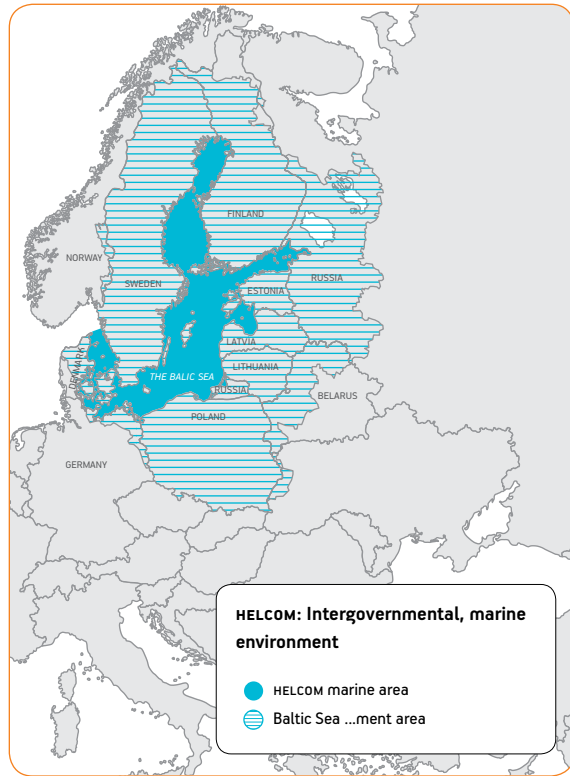 FINLAND
NORWAY
SWEDEN
RUSSIA
ESTONIA
LATVIA
DENMARK
THE BALIC SEA
LITHUANIA
RUSSIA
BELARUS
POLAND
GERMANY
HELCOM: Intergovernmental, marine
environment
HELCOM marine area
Baltic Sea ...ment area